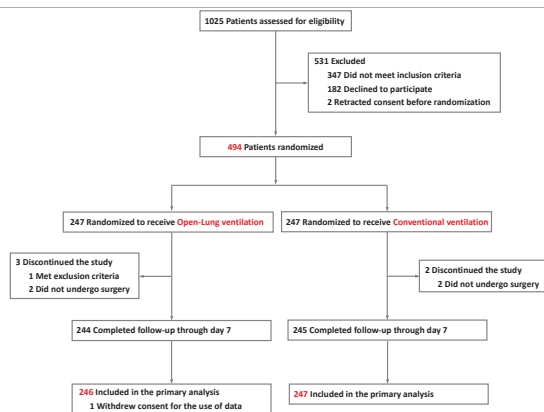 1025 Patients assessed for eligibility
531 Excluded
347 Did not meet inclusion criteria
182 Declined to participate
2 Retracted consent before randomization
494 Patients randomized
247 Randomized to receive Open-Lung ventilation
247 Randomized to receive Conventional ventilation
3 Discontinued the study
1 Met exclusion criteria
2 Did not undergo surgery
2 Discontinued the study
2 Did not undergo surgery
244 Completed follow-up through day 7
245 Completed follow-up through day 7
246 Included in the primary analysis
1 Withdrew consent for the use of data
247 Included in the primary analysis